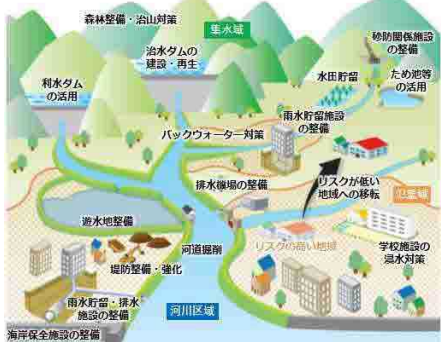 森林整備・治山対策
集水域
砂防関係施設
の整備
治水ダムの
建設・再生
利水ダム
の活用
水田貯留
ため池等
の活用
雨水貯留施設
の整備
バックウォーター対策
排水機場の整備
リスクが低い
地域への移転
氾濫域
遊水地整備
河道掘削
リスクの高い地域
学校施設の
浸水対策
堤防整備・強化
雨水貯留・排水
施設の整備
河川区域
海岸保全施設の整備